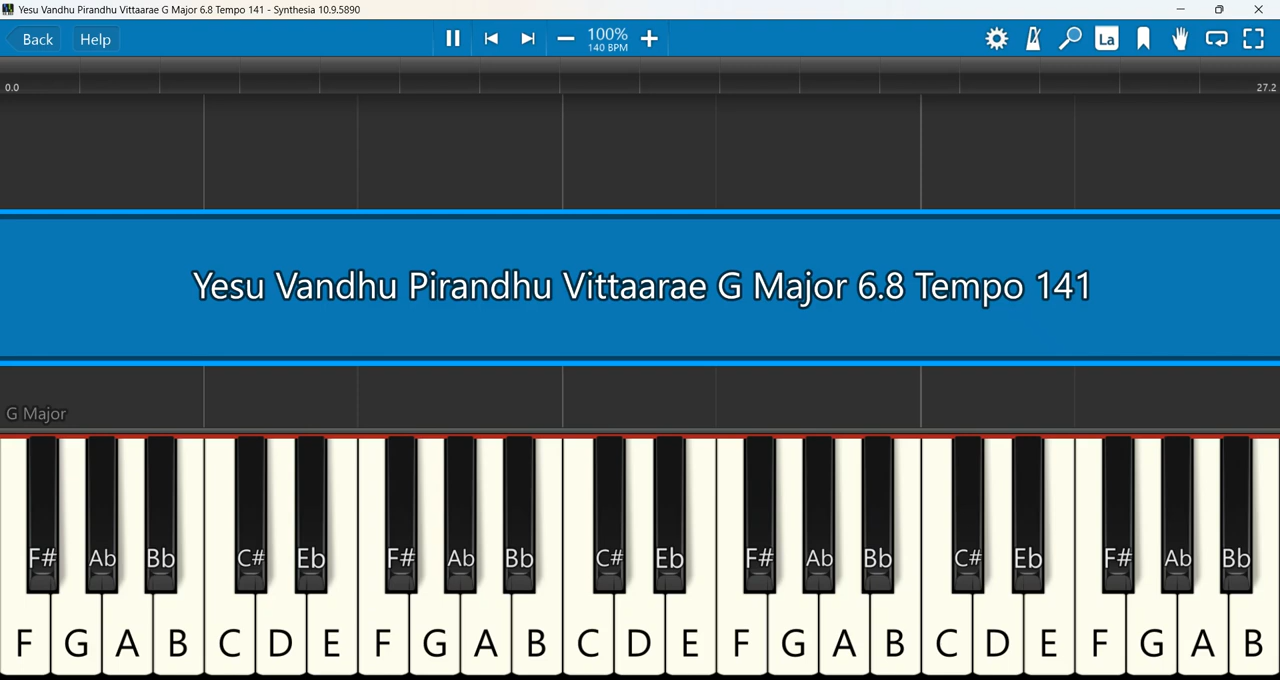 Yesu Vandhu Pirandhu Vittaarae G Major 6.8 Tempo 141 - Synthesia 10.9.5890
Back Help 100% La
140 BPM
0.0 27.2
Yesu Vandhu Pirandhu Vittaarae G Major 6.8 Tempo 141
G Major
F# Ab Bb C# Eb F# Ab Bb C# Eb F# Ab Bb C# Eb F# Ab Bb
F G A B C D E F G A B C D E F G A B C D E F G A B